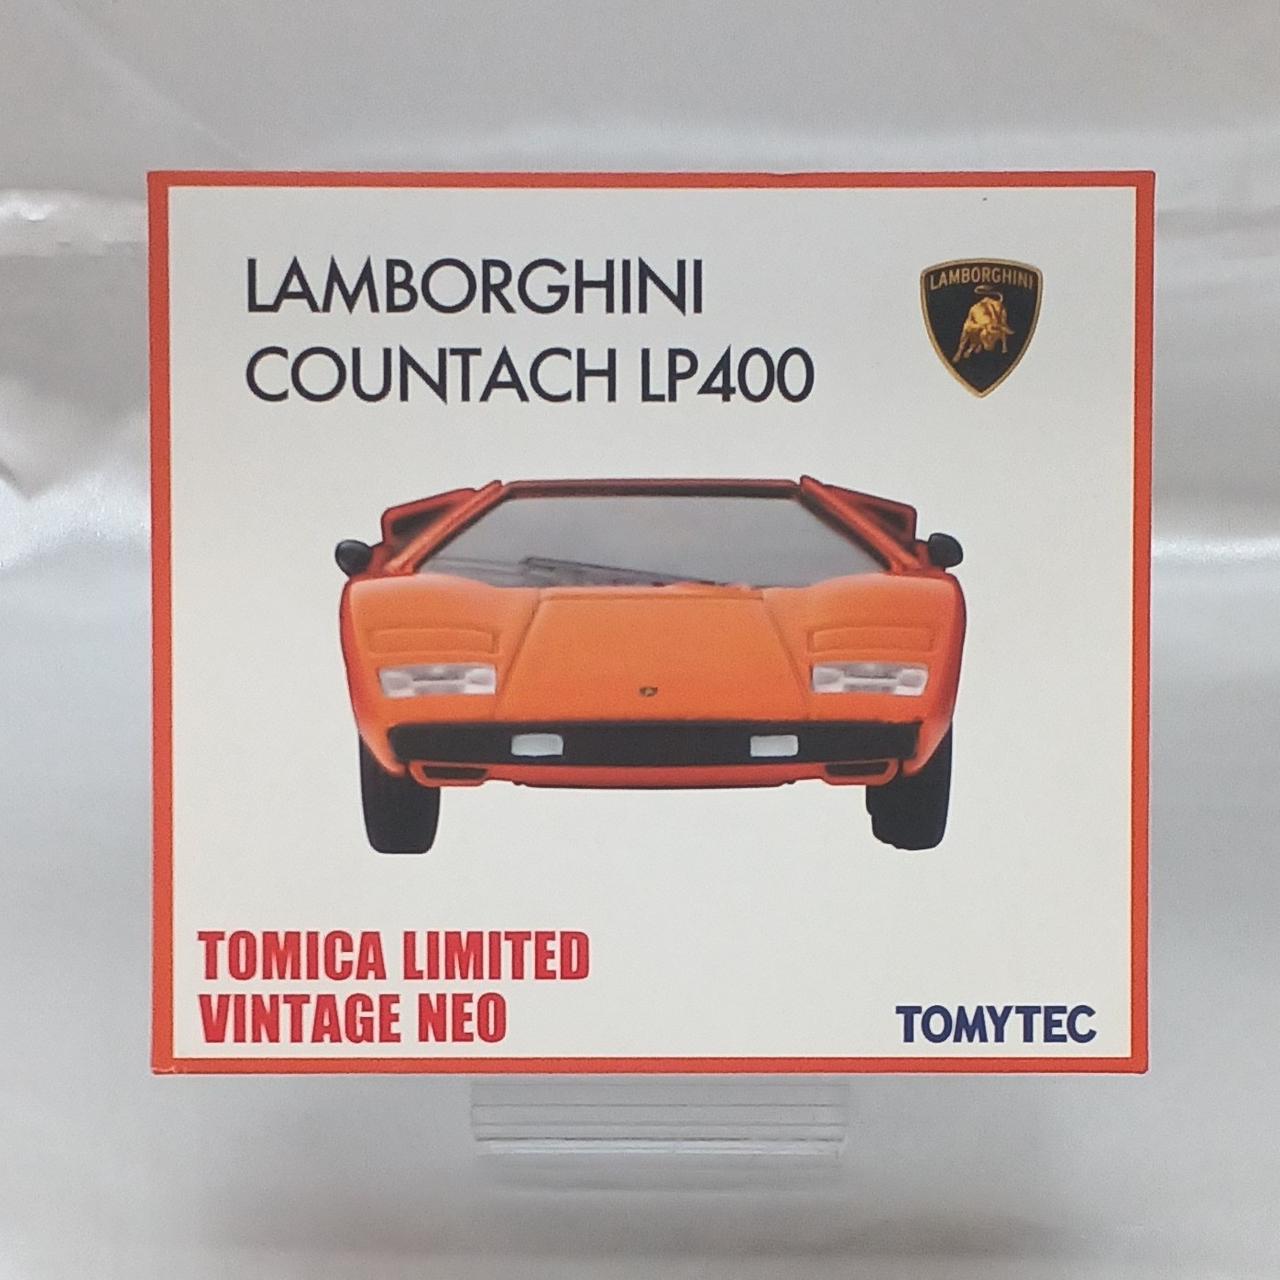 LAMBORGHINI
COUNTACH LP400
LAMBORGHINI
TOMICA LIMITED
VINTAGE NEO
TOMYTEC